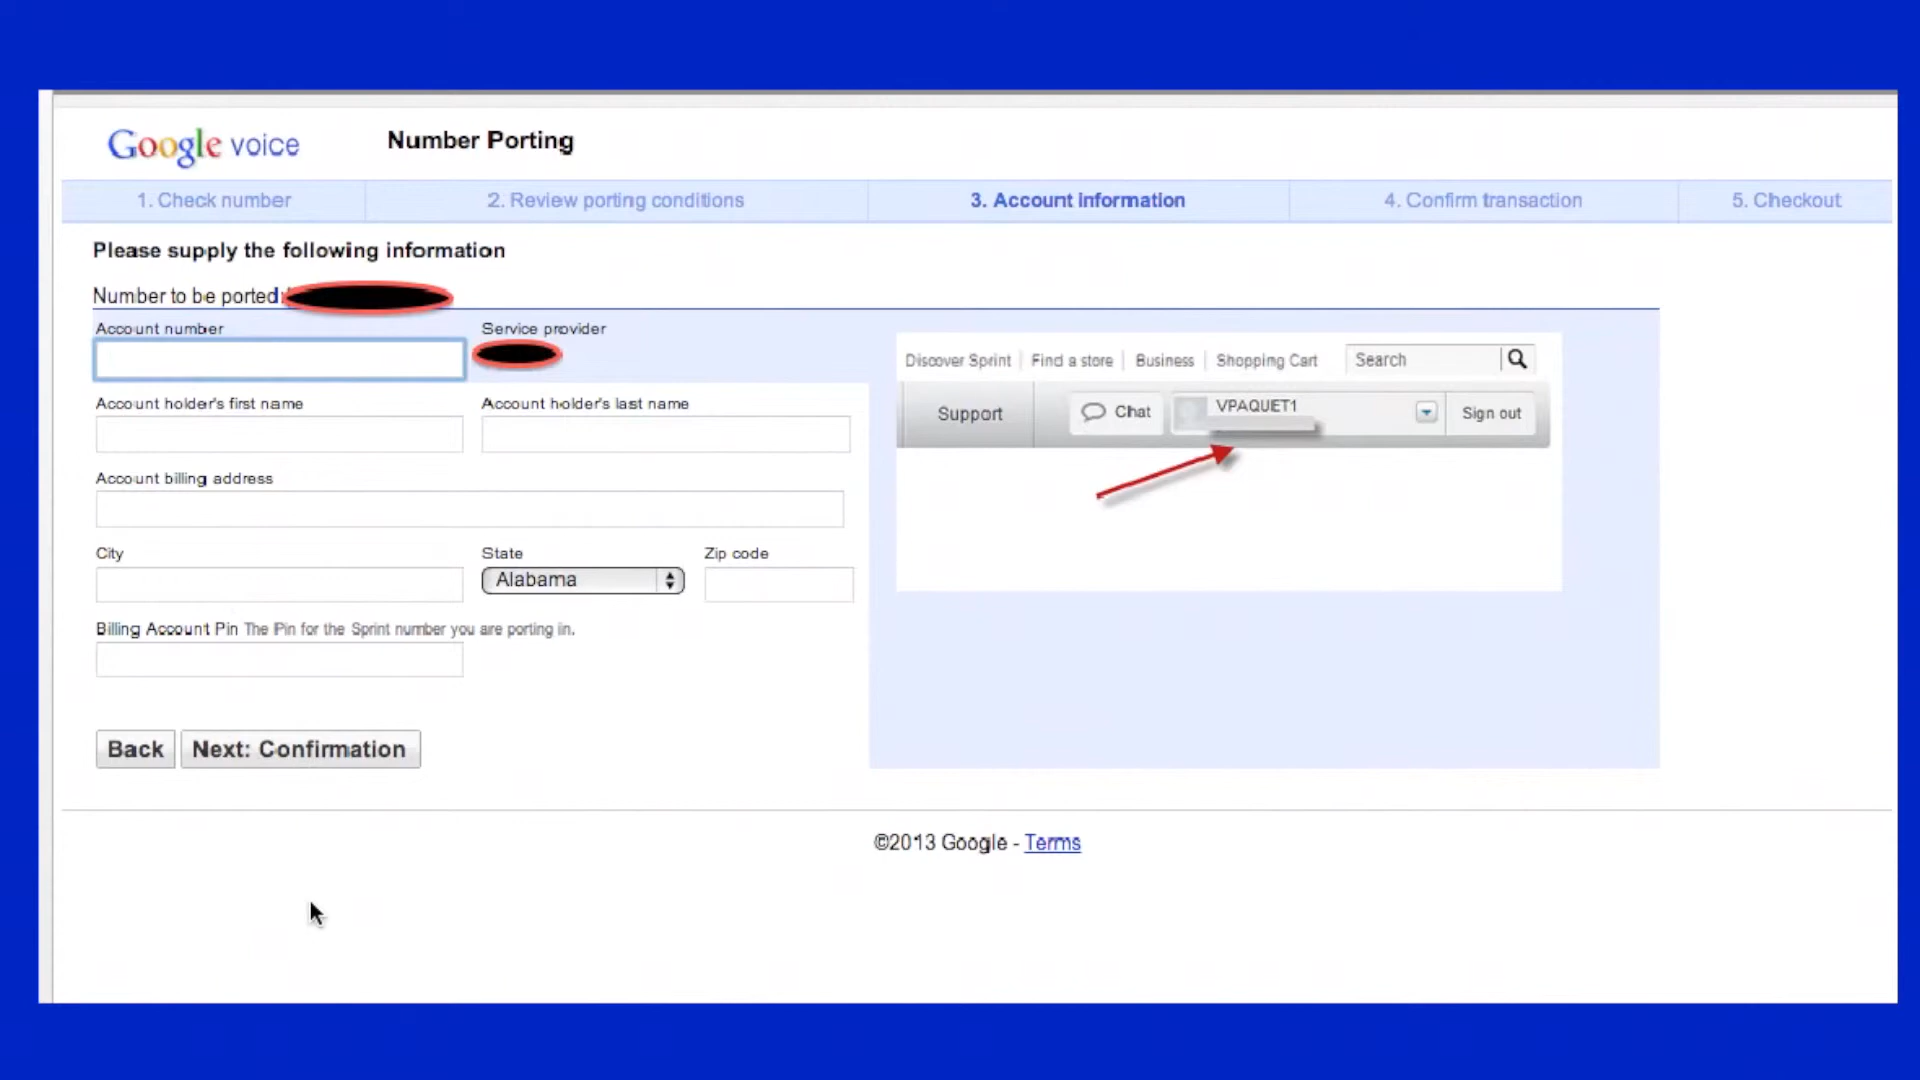 Google voice
Number Porting
1. Check number
2. Review porting conditions
3. Account information
4. Confirm transaction
5. Checkout
Please supply the following information
Number to be ported:
Account number
Service provider
Account holder's first name
Account holder's last name
Account billing address
City
State
Zip code
Alabama
Billing Account Pin The Pin for the Sprint number you are porting in.
Back
Next: Confirmation
Discover Sprint
Find a store
Business
Shopping Cart
Search
Support
Chat
VPAQUET1
Sign out
©2013 Google - Terms